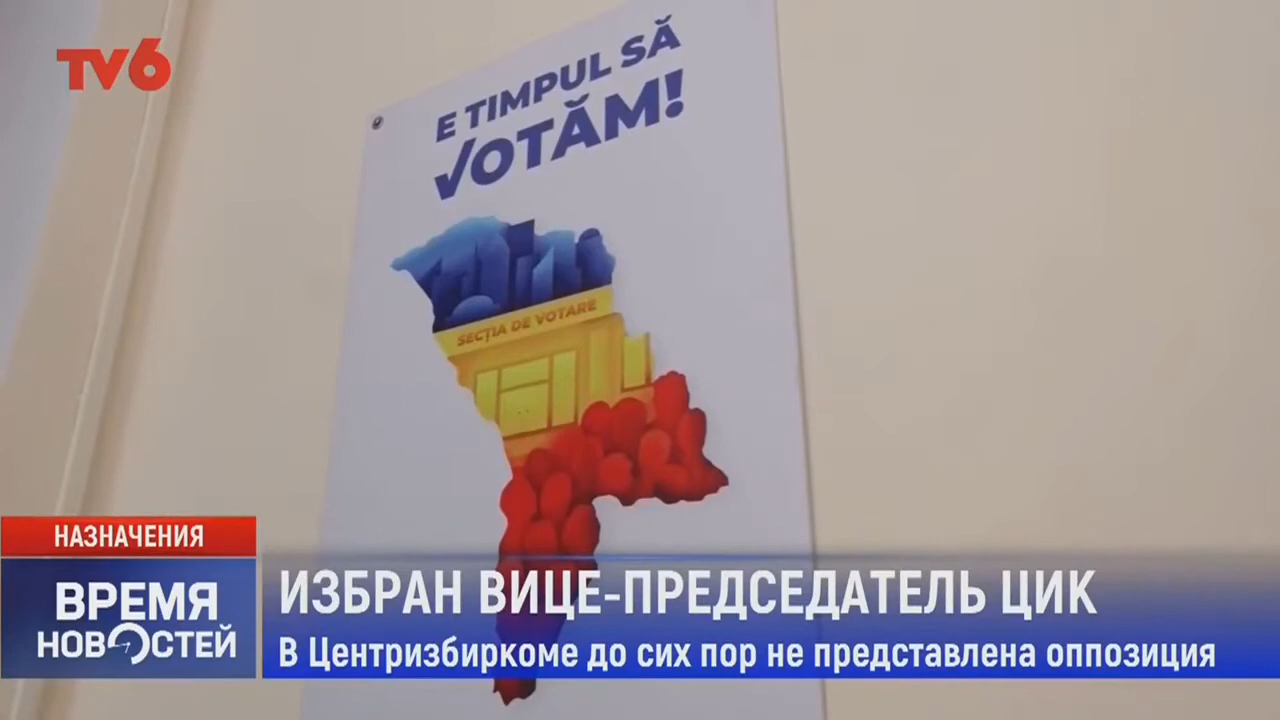 TV6
E TIMPUL SĂ
VOTĂM!
SECȚIA DE VOTARE
НАЗНАЧЕНИЯ
ВРЕМЯ
НОВОСТЕЙ
ИЗБРАН ВИЦЕ-ПРЕДСЕДАТЕЛЬ ЦИК
В Центризбиркоме до сих пор не представлена оппозиция